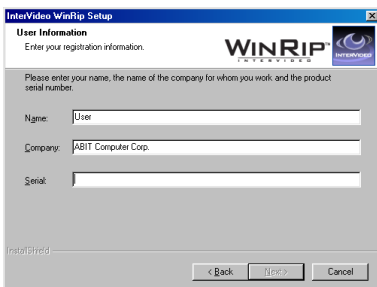 InterVideo WinRip Setup
User Information
Enter your registration information.
WINRIP™
INTERVIDEO
INTERVIDEO
Please enter your name, the name of the company for whom you work and the product
serial number.
Name: User
Company: ABIT Computer Corp.
Serial:
InstallShield
< Back Next > Cancel